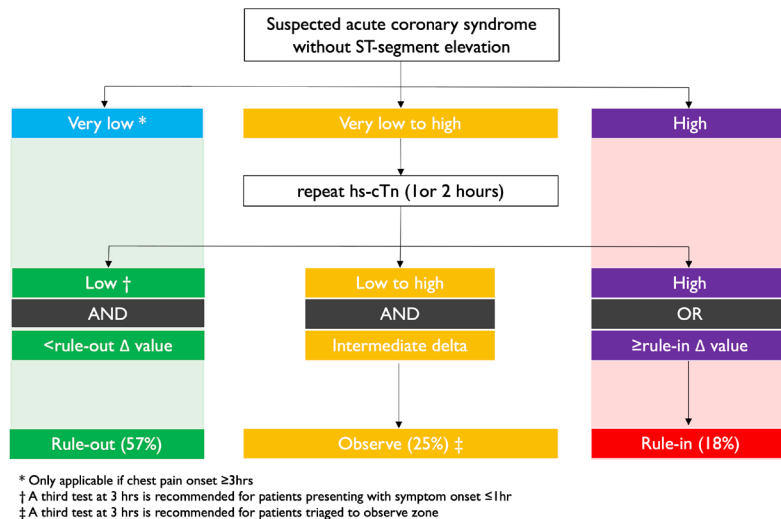 Suspected acute coronary syndrome
without ST-segment elevation
Very low *
Very low to high
High
repeat hs-cTn (1or 2 hours)
Low †
Low to high
High
AND
AND
OR
<rule-out Δ value
Intermediate delta
≥rule-in Δ value
Rule-out (57%)
Observe (25%) ‡
Rule-in (18%)
* Only applicable if chest pain onset ≥3hrs
† A third test at 3 hrs is recommended for patients presenting with symptom onset ≤1hr
‡ A third test at 3 hrs is recommended for patients triaged to observe zone